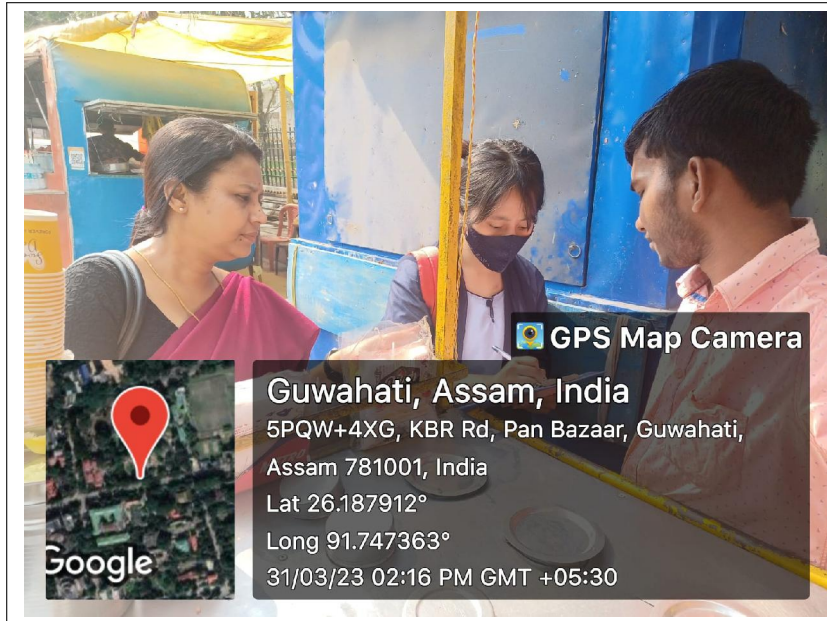 GPS Map Camera
Guwahati, Assam, India
5PQW+4XG, KBR Rd, Pan Bazaar, Guwahati,
Assam 781001, India
Lat 26.187912°
Long 91.747363°
31/03/23 02:16 PM GMT +05:30
Google